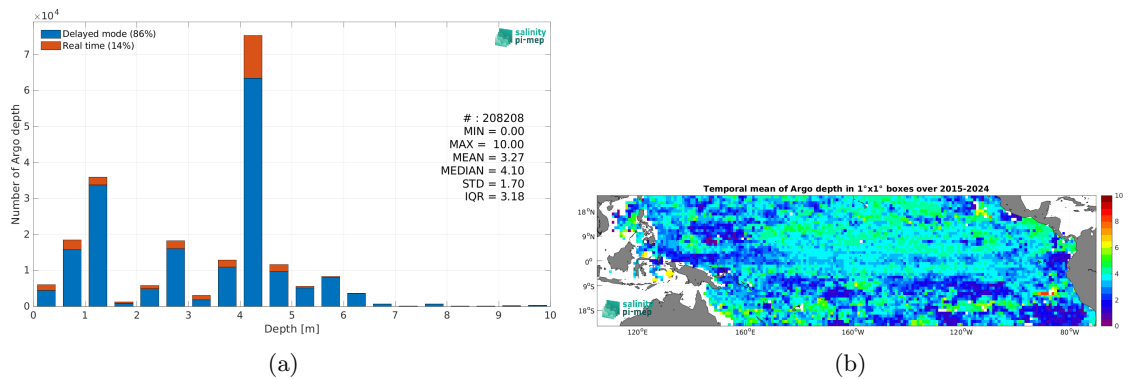 ×10⁴
Delayed mode (86%)
Real time (14%)
salinity
pi-mep
7
6
5
4
3
2
1
0
Number of Argo depth
# : 208208
MIN = 0.00
MAX = 10.00
MEAN = 3.27
MEDIAN = 4.10
STD = 1.70
IQR = 3.18
0 1 2 3 4 5 6 7 8 9 10
Depth [m]
(a)
Temporal mean of Argo depth in 1°x1° boxes over 2015-2024
18°N
9°N
0°
9°S
18°S
salinity
pi-mep
120°E 160°E 160°W 120°W 80°W
10
8
6
4
2
0
(b)